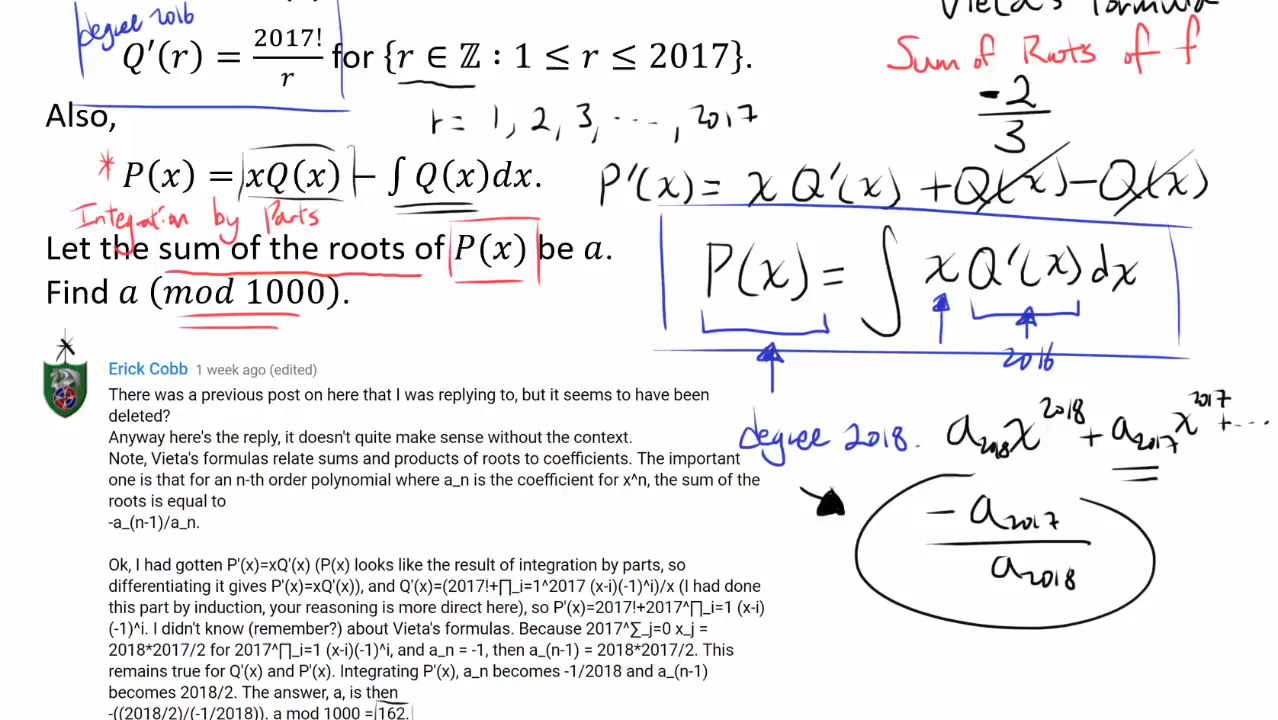 degree 2016
Vieta's formula
Q′(r) = 2017!/r for {r ∈ ℤ : 1 ≤ r ≤ 2017}.
Sum of Roots of f
-2/3
Also,
r = 1, 2, 3, ..., 2017
* P(x) = xQ(x) − ∫ Q(x)dx.
P'(x) = x Q'(x) + Q(x) - Q(x)
Integration by Parts
Let the sum of the roots of P(x) be a.
Find a (mod 1000).
P(x) = ∫ x Q'(x) dx
2016
degree 2018.
a2018 x^2018 + a2017 x^2017 + ...
- a2017 / a2018
Erick Cobb 1 week ago (edited)
There was a previous post on here that I was replying to, but it seems to have been
deleted?
Anyway here's the reply, it doesn't quite make sense without the context.
Note, Vieta's formulas relate sums and products of roots to coefficients. The important
one is that for an n-th order polynomial where a_n is the coefficient for x^n, the sum of the
roots is equal to
-a_(n-1)/a_n.
Ok, I had gotten P'(x)=xQ'(x) (P(x) looks like the result of integration by parts, so
differentiating it gives P'(x)=xQ'(x)), and Q'(x)=(2017!+∏_i=1^2017 (x-i)(-1)^i)/x (I had done
this part by induction, your reasoning is more direct here), so P'(x)=2017!+2017^∏_i=1 (x-i)
(-1)^i. I didn't know (remember?) about Vieta's formulas. Because 2017^∑_j=0 x_j =
2018*2017/2 for 2017^∏_i=1 (x-i)(-1)^i, and a_n = -1, then a_(n-1) = 2018*2017/2. This
remains true for Q'(x) and P'(x). Integrating P'(x), a_n becomes -1/2018 and a_(n-1)
becomes 2018/2. The answer, a, is then
-((2018/2)/(-1/2018)). a mod 1000 = 162.